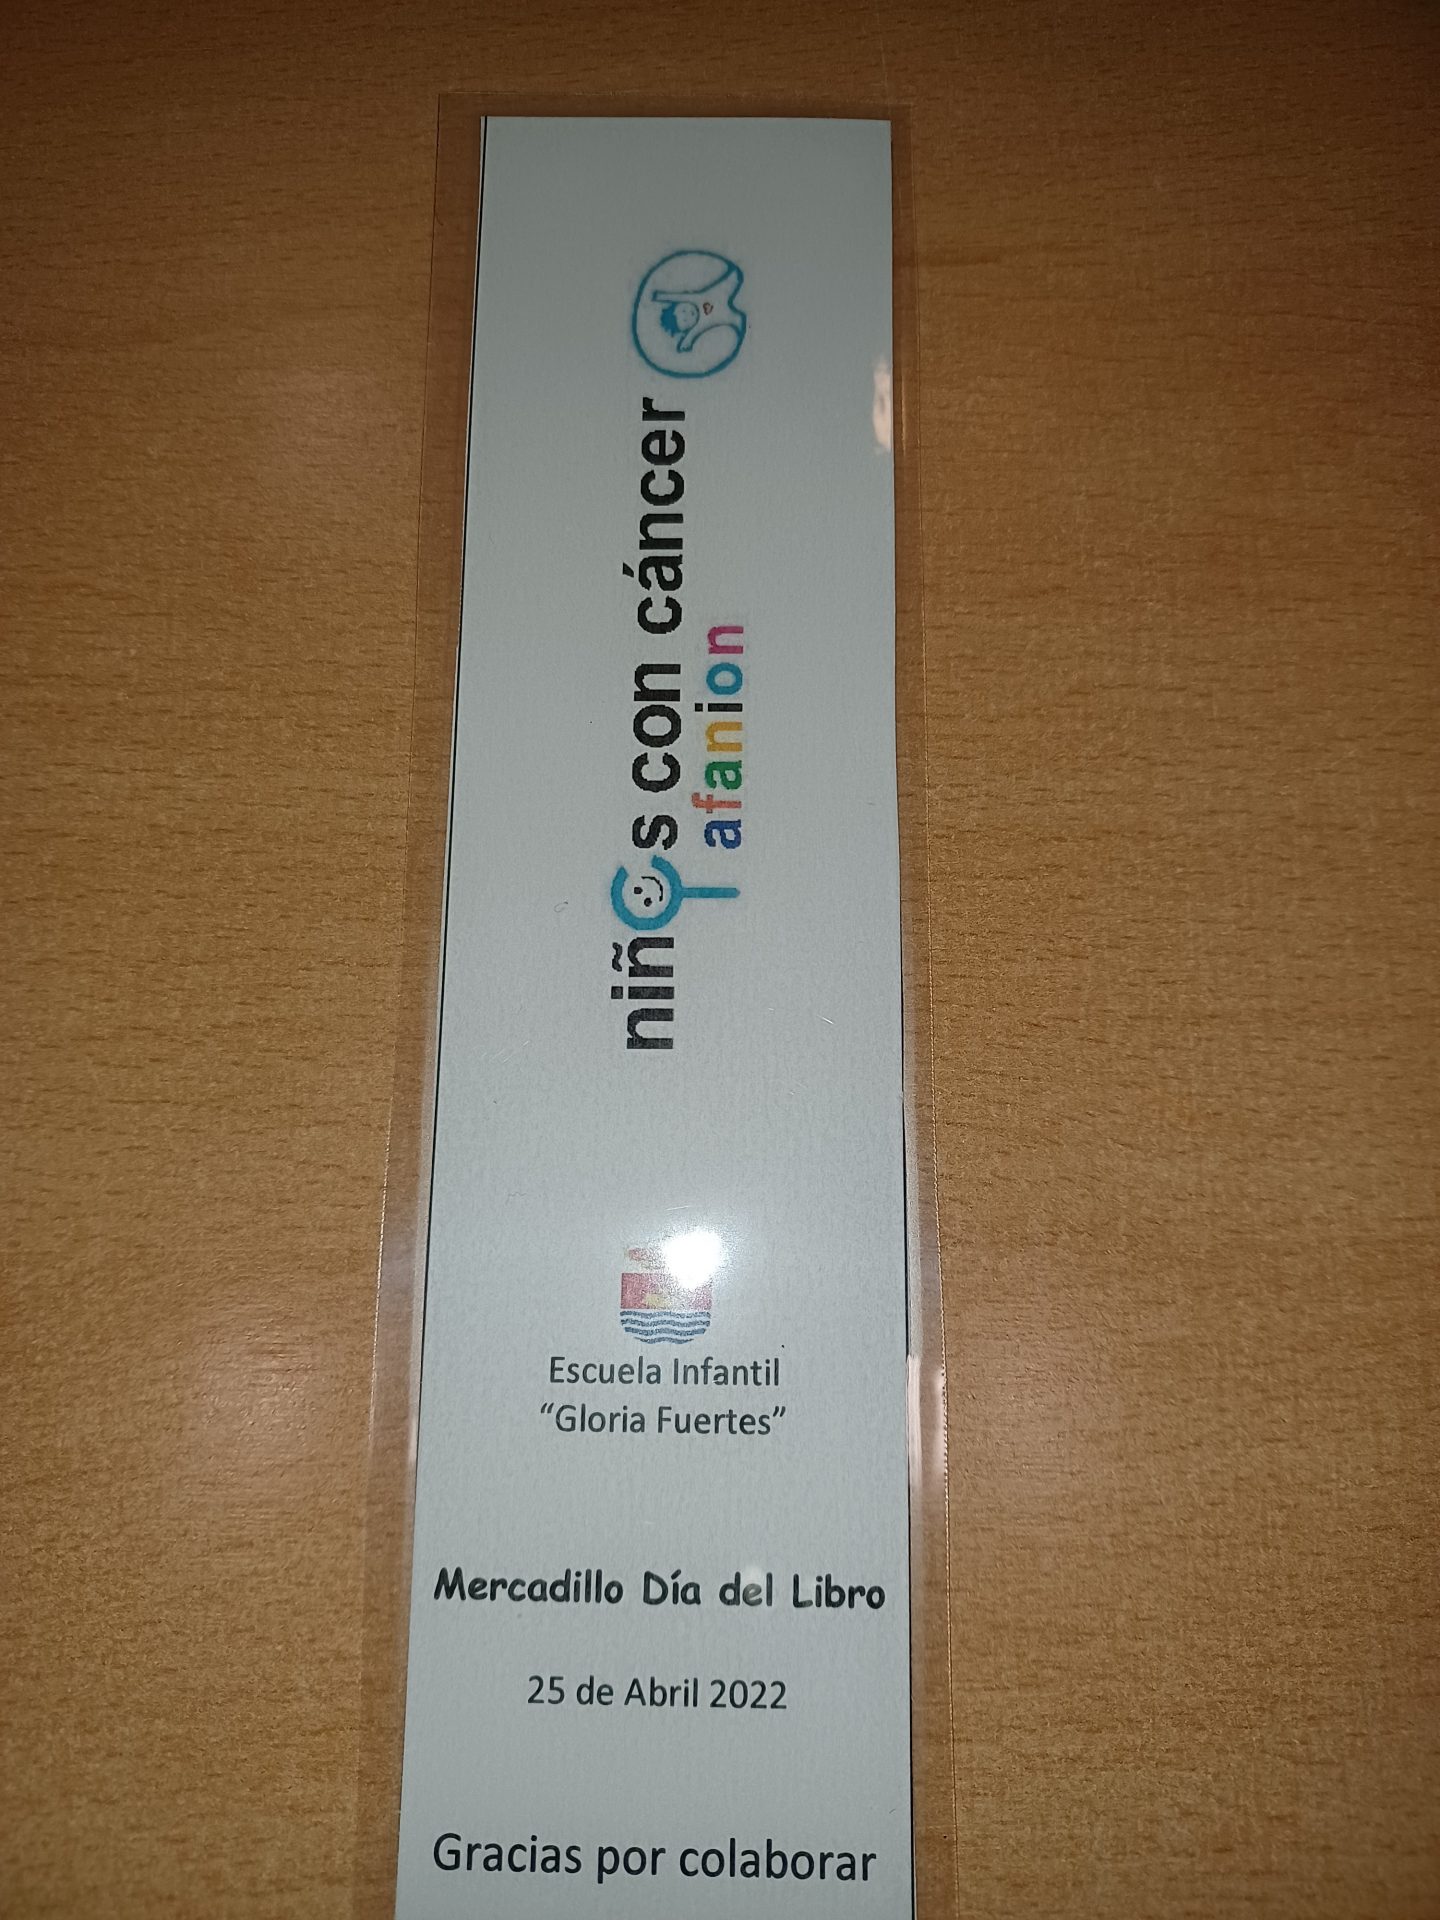 niños con cáncer
afanion
Escuela Infantil
“Gloria Fuertes”
Mercadillo Día del Libro
25 de Abril 2022
Gracias por colaborar